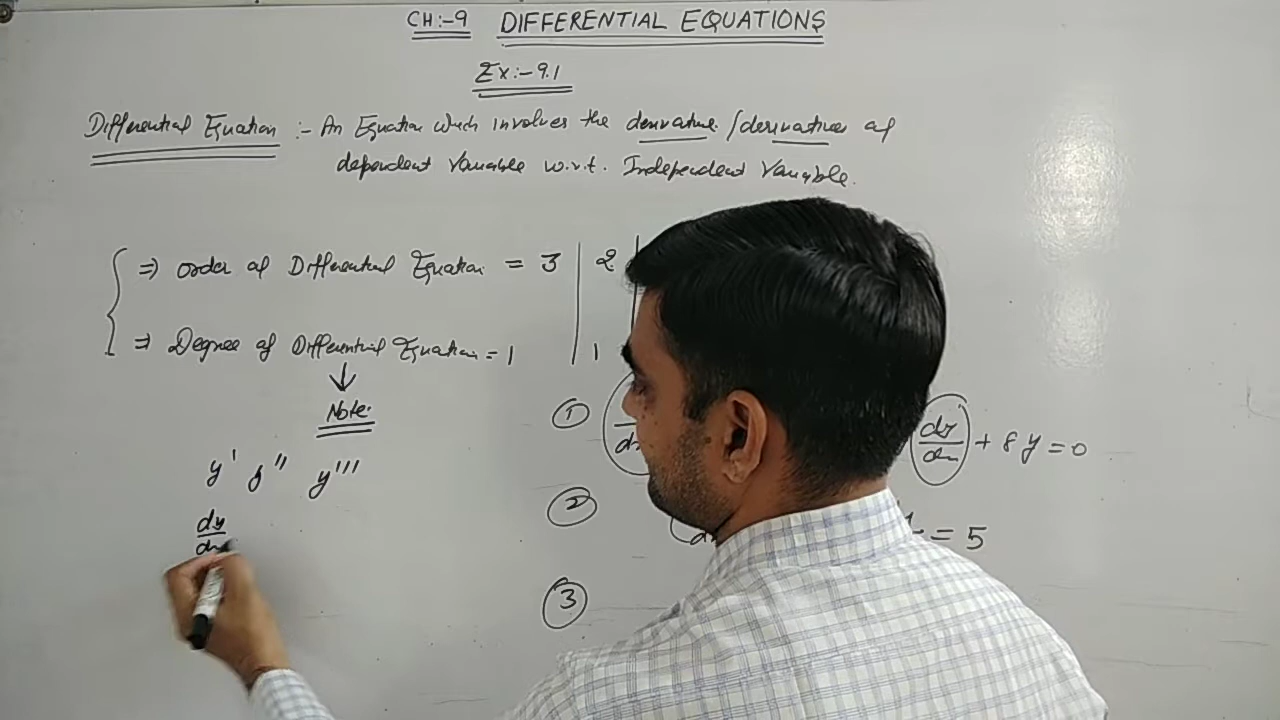 CH:-9 DIFFERENTIAL EQUATIONS
Ex:-9.1
Differential Equation :- An Equation which involves the derivative/derivatives of
dependent Variable w.r.t. Independent Variable.
⇒ order of Differential Equation = 3 | 2 |
⇒ Degree of Differential Equation = 1 | 1
↓
Note:
① dy/dx + 8y = 0
y' y'' y'''
② = 5
dy/dx
③